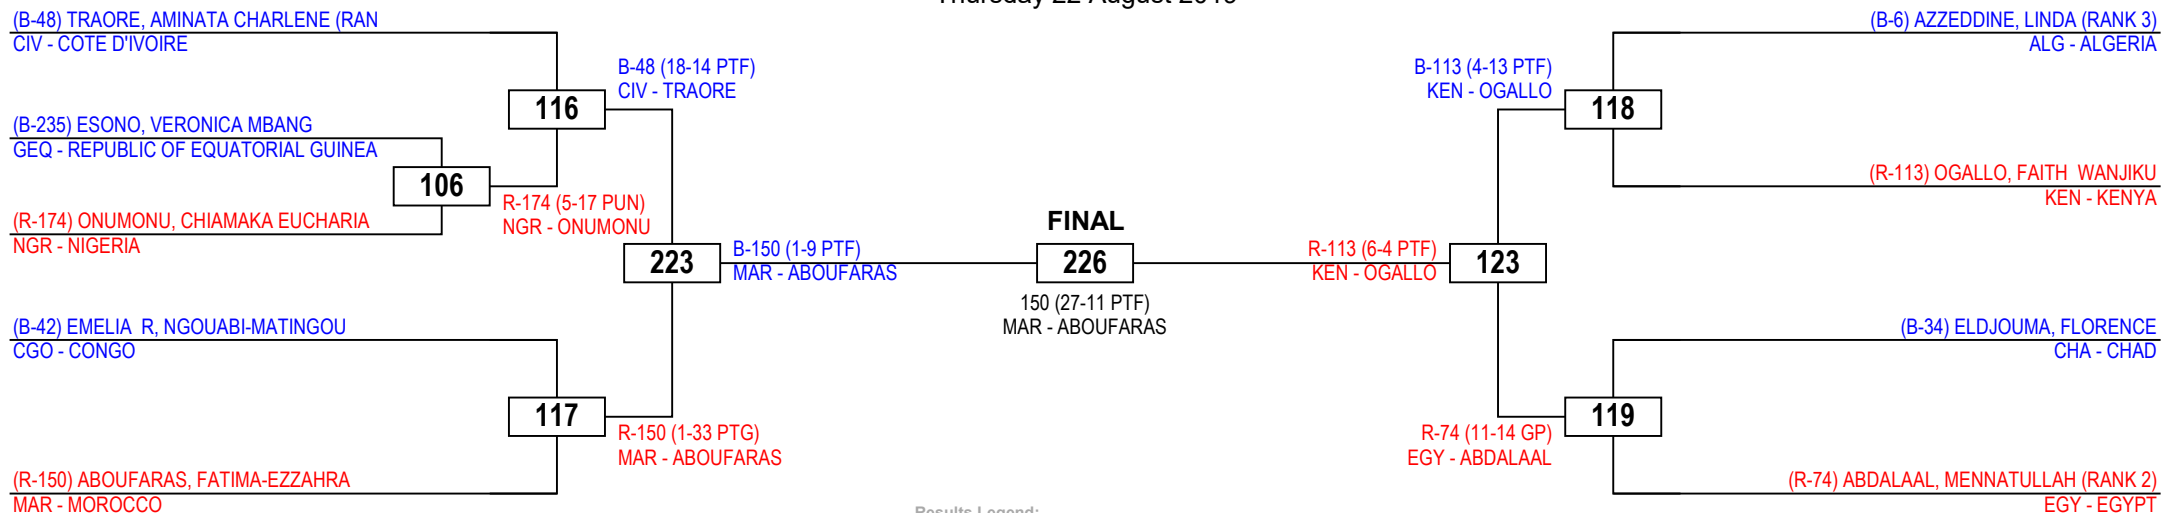 Thursday 22 August 2019
(B-48) TRAORE, AMINATA CHARLENE (RAN
CIV - COTE D'IVOIRE
(B-235) ESONO, VERONICA MBANG
GEQ - REPUBLIC OF EQUATORIAL GUINEA
(R-174) ONUMONU, CHIAMAKA EUCHARIA
NGR - NIGERIA
(B-42) EMELIA  R, NGOUABI-MATINGOU
CGO - CONGO
(R-150) ABOUFARAS, FATIMA-EZZAHRA
MAR - MOROCCO
106
R-174 (5-17 PUN)
NGR - ONUMONU
116
B-48 (18-14 PTF)
CIV - TRAORE
117
R-150 (1-33 PTG)
MAR - ABOUFARAS
223
B-150 (1-9 PTF)
MAR - ABOUFARAS
FINAL
226
150 (27-11 PTF)
MAR - ABOUFARAS
R-113 (6-4 PTF)
KEN - OGALLO
123
B-113 (4-13 PTF)
KEN - OGALLO
118
R-74 (11-14 GP)
EGY - ABDALAAL
119
(B-6) AZZEDDINE, LINDA (RANK 3)
ALG - ALGERIA
(R-113) OGALLO, FAITH  WANJIKU
KEN - KENYA
(B-34) ELDJOUMA, FLORENCE
CHA - CHAD
(R-74) ABDALAAL, MENNATULLAH (RANK 2)
EGY - EGYPT
Results Legend: